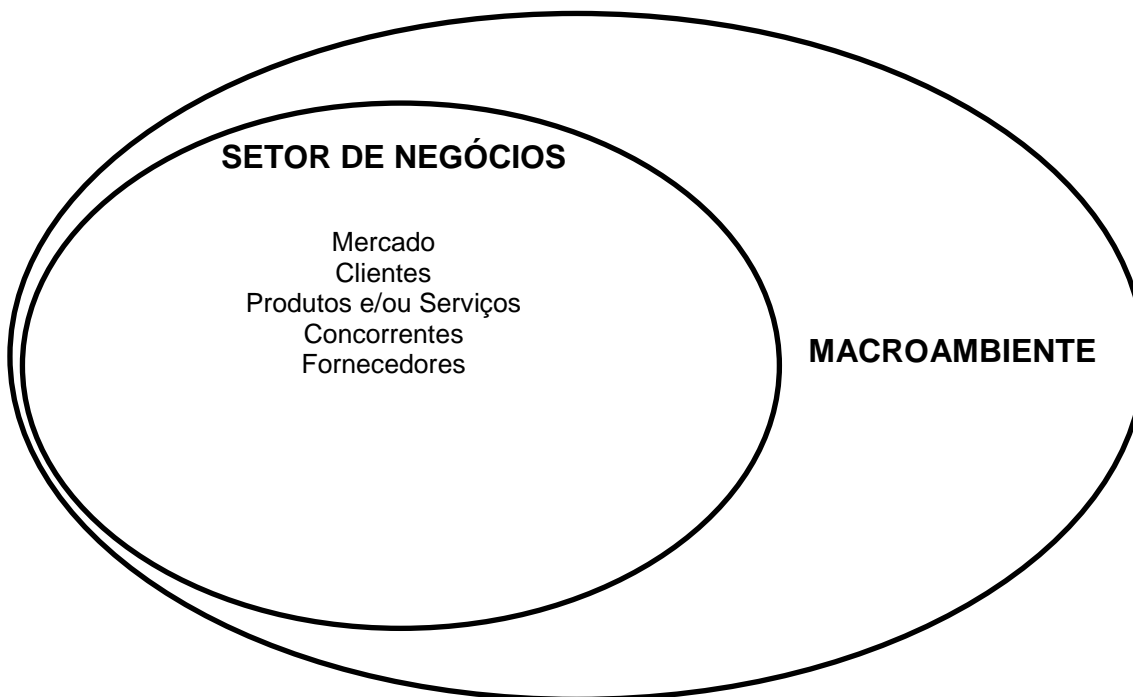 SETOR DE NEGÓCIOS
Mercado
Clientes
Produtos e/ou Serviços
Concorrentes
Fornecedores
MACROAMBIENTE